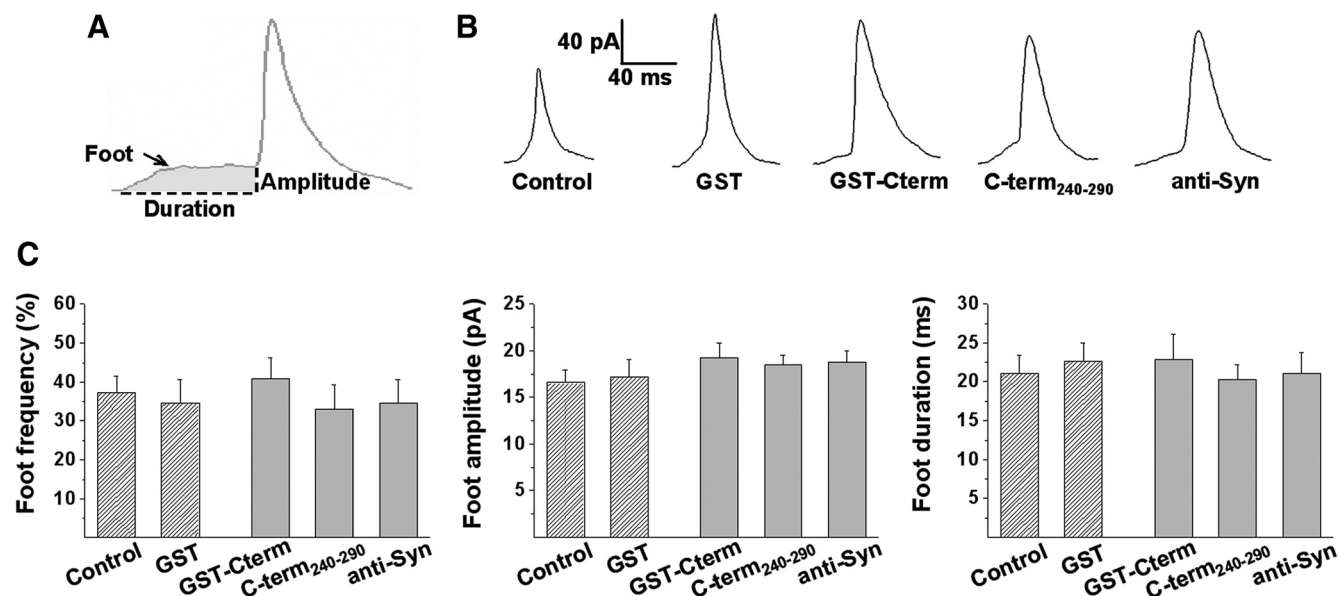 A
Foot
Amplitude
Duration
B
40 pA
40 ms
Control
GST
GST-Cterm
C-term240-290
anti-Syn
C
Foot frequency (%)
60
50
40
30
20
10
Control
GST
GST-Cterm
C-term240-290
anti-Syn
Foot amplitude (pA)
25
20
15
10
5
Control
GST
GST-Cterm
C-term240-290
anti-Syn
Foot duration (ms)
30
25
20
15
10
5
Control
GST
GST-Cterm
C-term240-290
anti-Syn